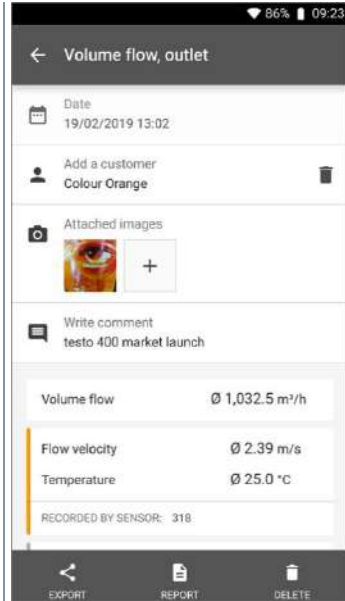 86% 09:23
Volume flow, outlet
Date
19/02/2019 13:02
Add a customer
Colour Orange
Attached images
+
Write comment
testo 400 market launch
Volume flow Ø 1,032.5 m³/h
Flow velocity Ø 2.39 m/s
Temperature Ø 25.0 °C
RECORDED BY SENSOR: 318
EXPORT REPORT DELETE